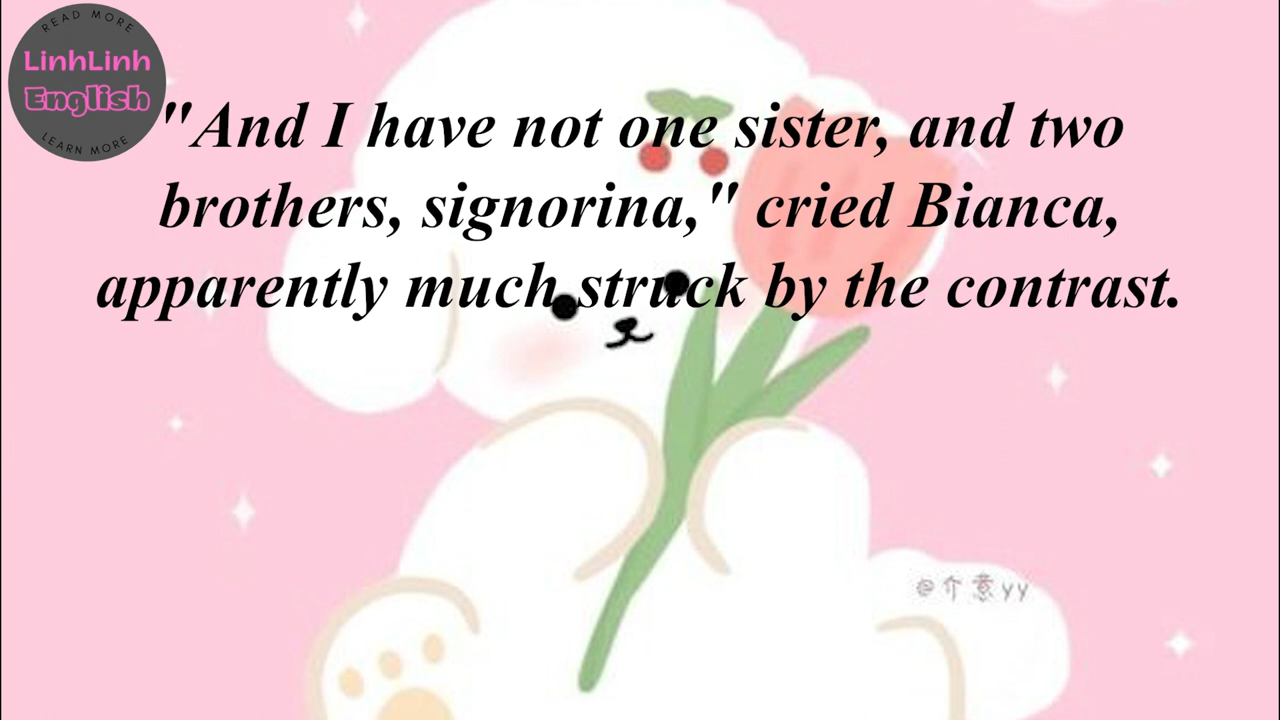 READ MORE
LinhLinh
English
LEARN MORE
"And I have not one sister, and two
brothers, signorina," cried Bianca,
apparently much struck by the contrast.
@介意yy